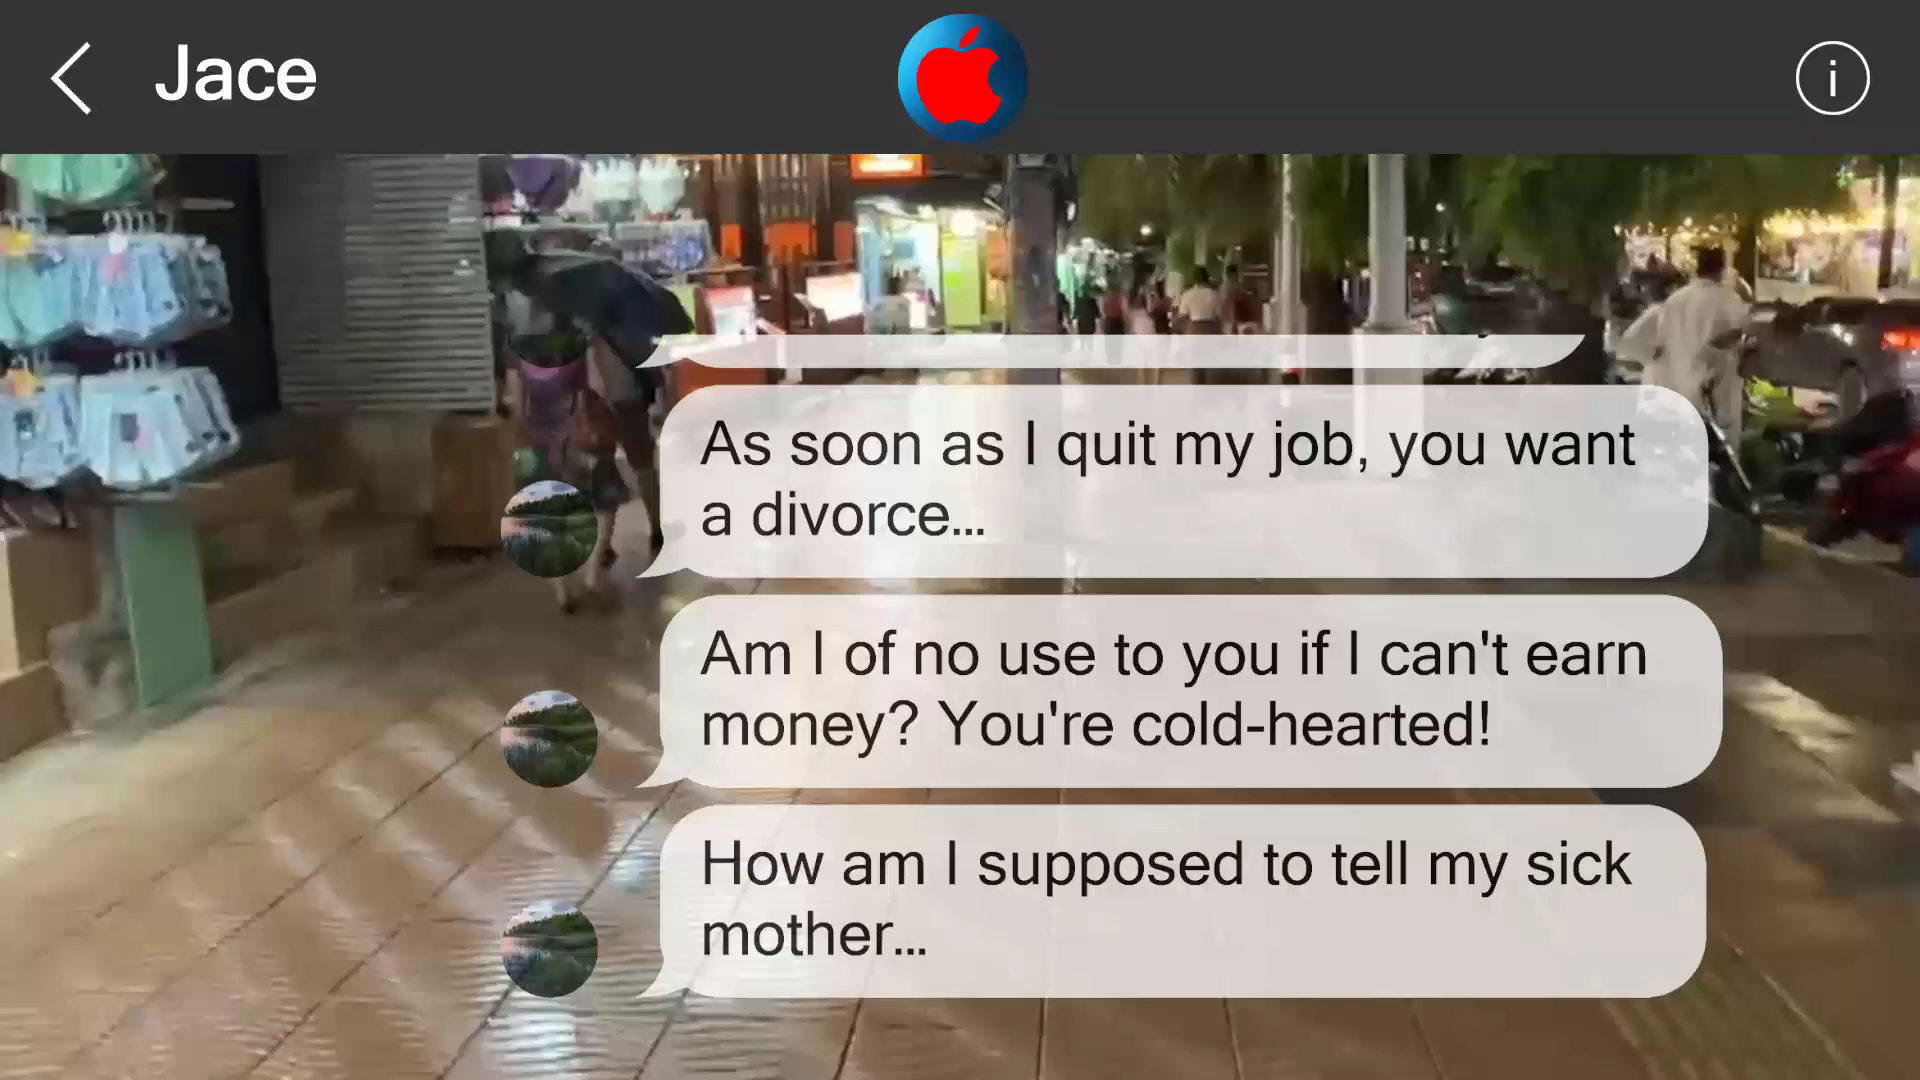 Jace
As soon as I quit my job, you want
a divorce...
Am I of no use to you if I can't earn
money? You're cold-hearted!
How am I supposed to tell my sick
mother...